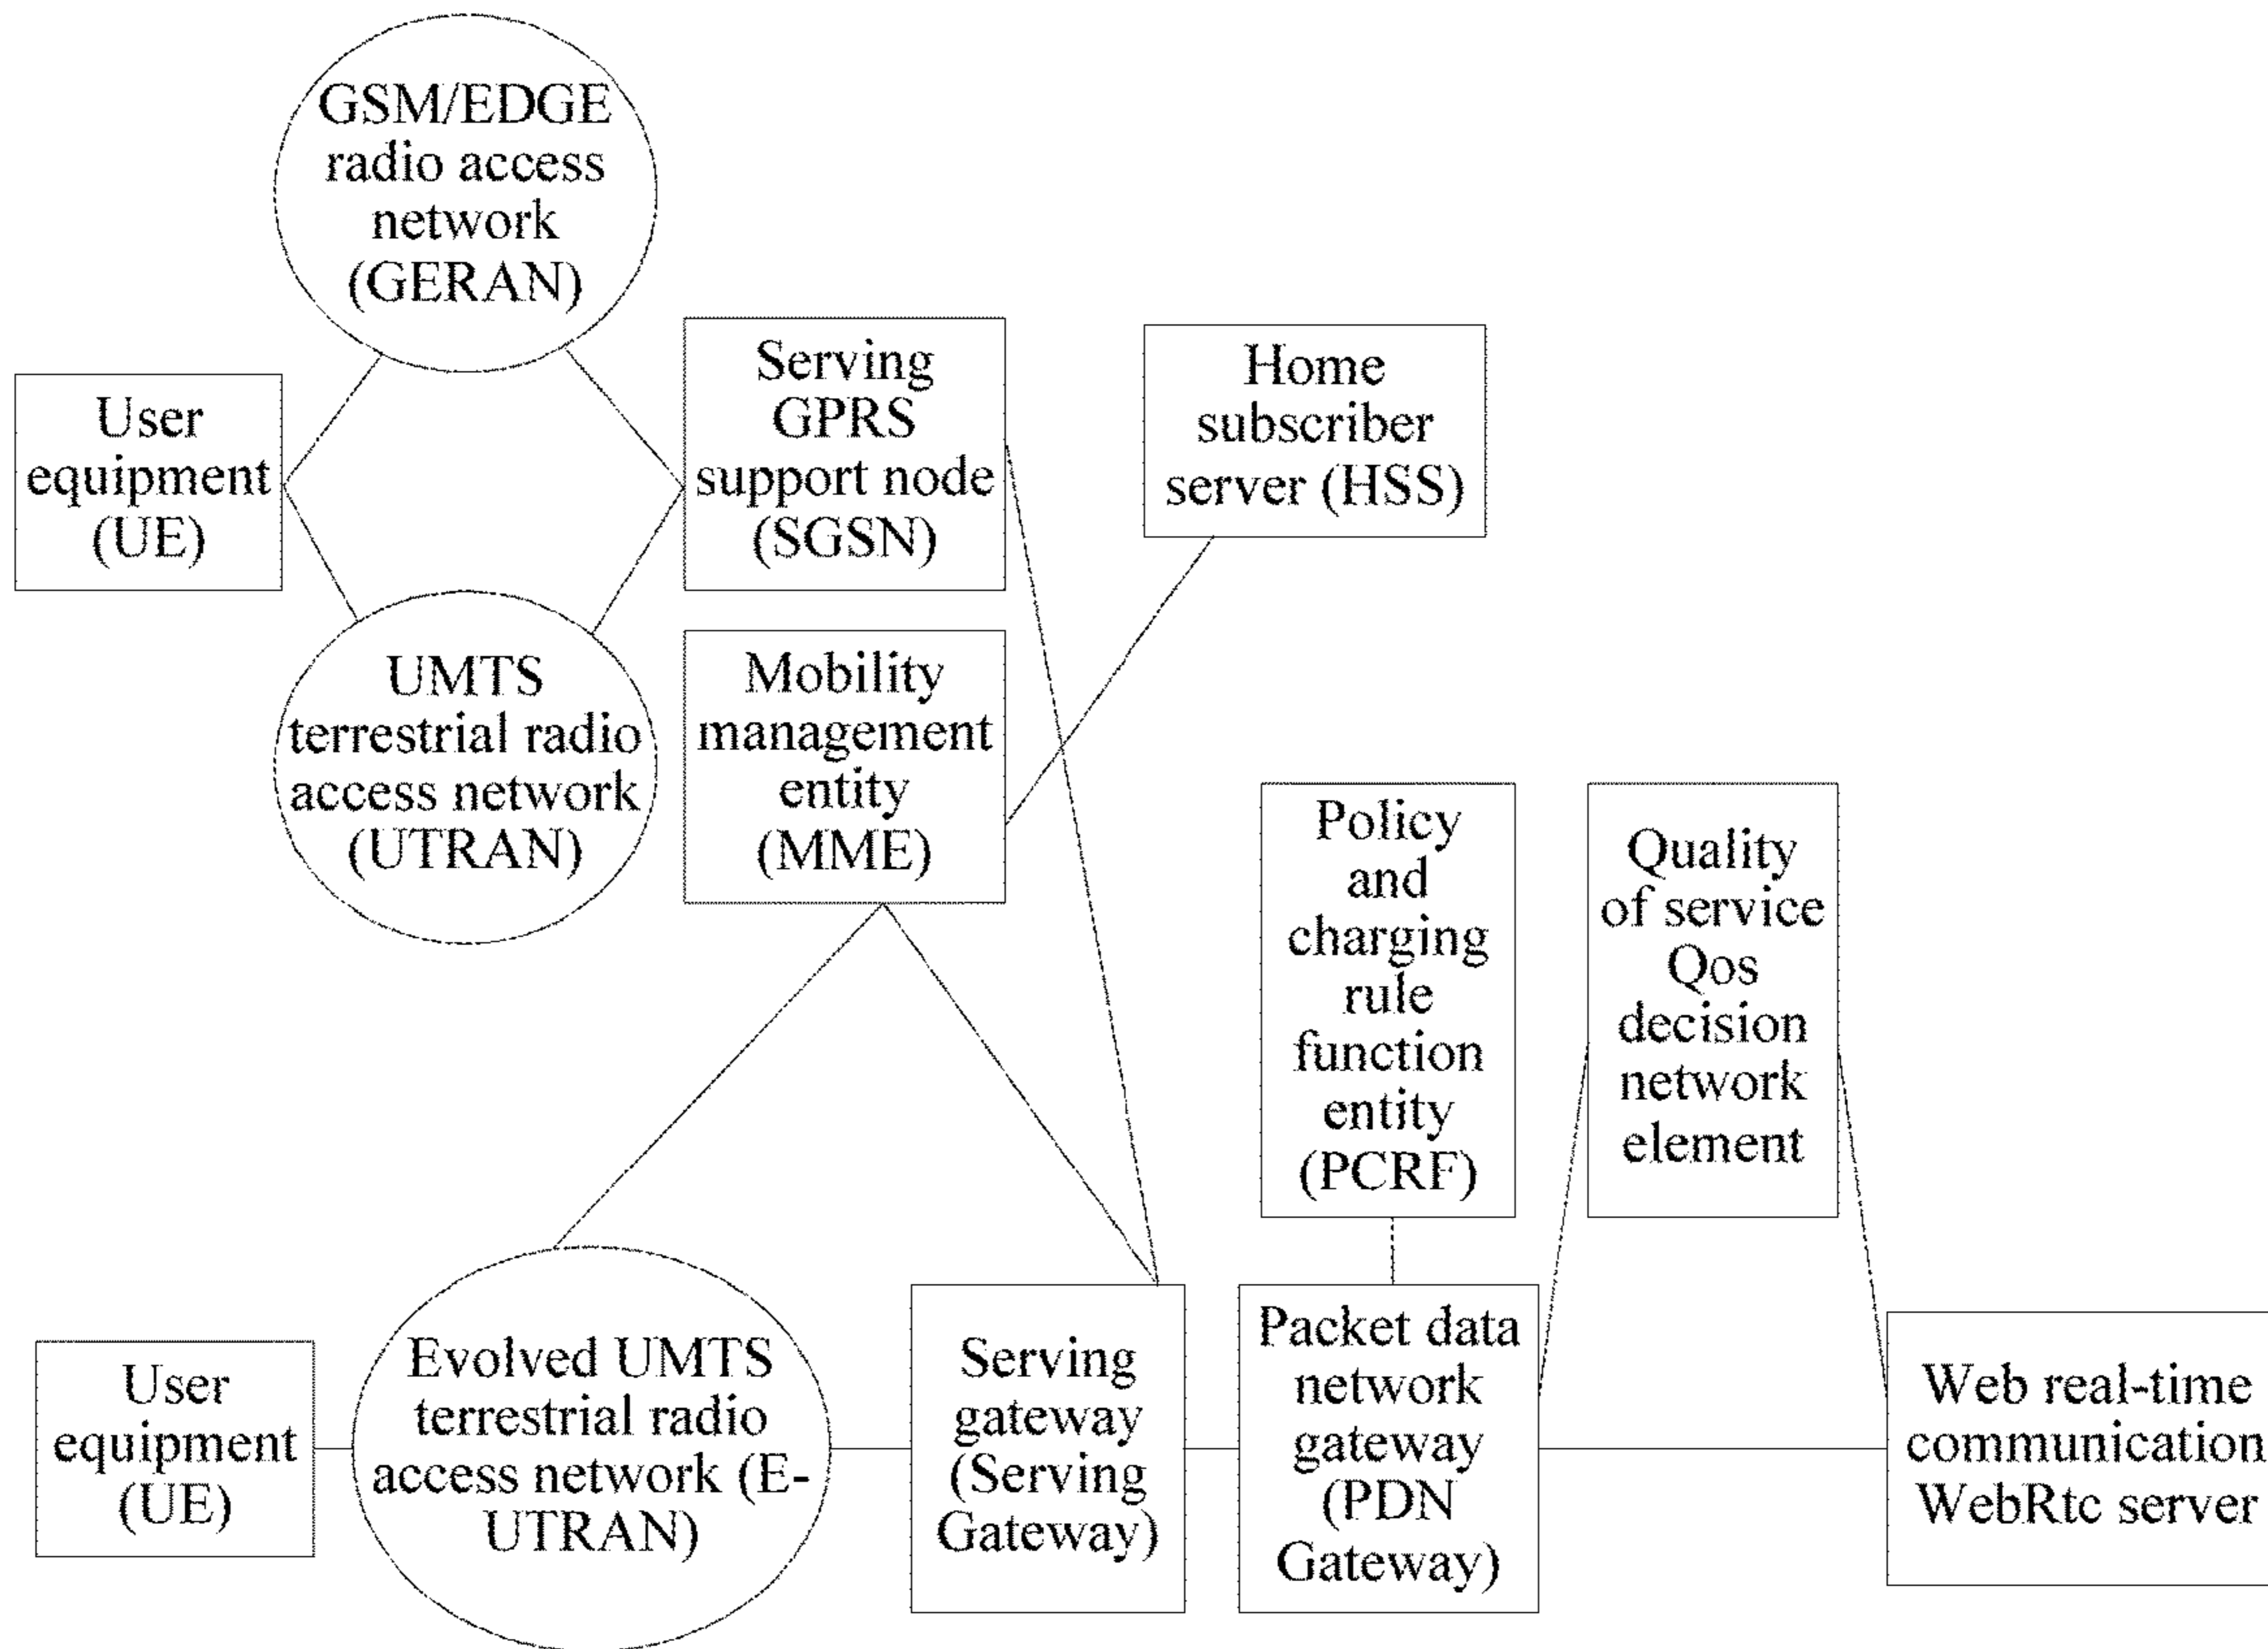 GSM/EDGE
radio access
network
(GERAN)
User
equipment
(UE)
Serving
GPRS
support node
(SGSN)
Home
subscriber
server (HSS)
UMTS
terrestrial radio
access network
(UTRAN)
Mobility
management
entity
(MME)
Policy
and
charging
rule
function
entity
(PCRF)
Quality
of service
Qos
decision
network
element
User
equipment
(UE)
Evolved UMTS
terrestrial radio
access network (E-
UTRAN)
Serving
gateway
(Serving
Gateway)
Packet data
network
gateway
(PDN
Gateway)
Web real-time
communication
WebRtc server